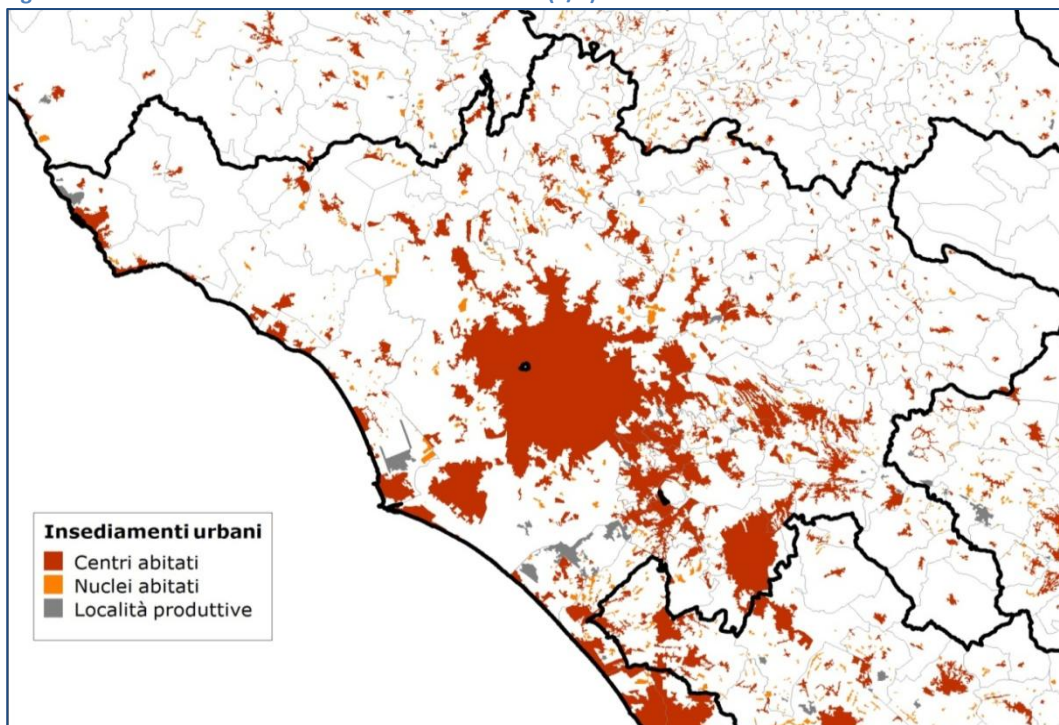 Insediamenti urbani
Centri abitati
Nuclei abitati
Località produttive